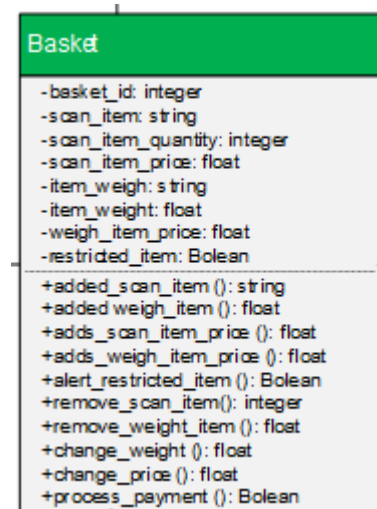 Basket
-basket_id: integer
-scan_item: string
-scan_item_quantity: integer
-scan_item_price: float
-item_weigh: string
-item_weight: float
-weigh_item_price: float
-restricted_item: Bolean
+added_scan_item (): string
+added weigh_item (): float
+adds_scan_item_price (): float
+adds_weigh_item_price (): float
+alert_restricted_item (): Bolean
+remove_scan_item(): integer
+remove_weight_item (): float
+change_weight (): float
+change_price (): float
+process_payment (): Bolean